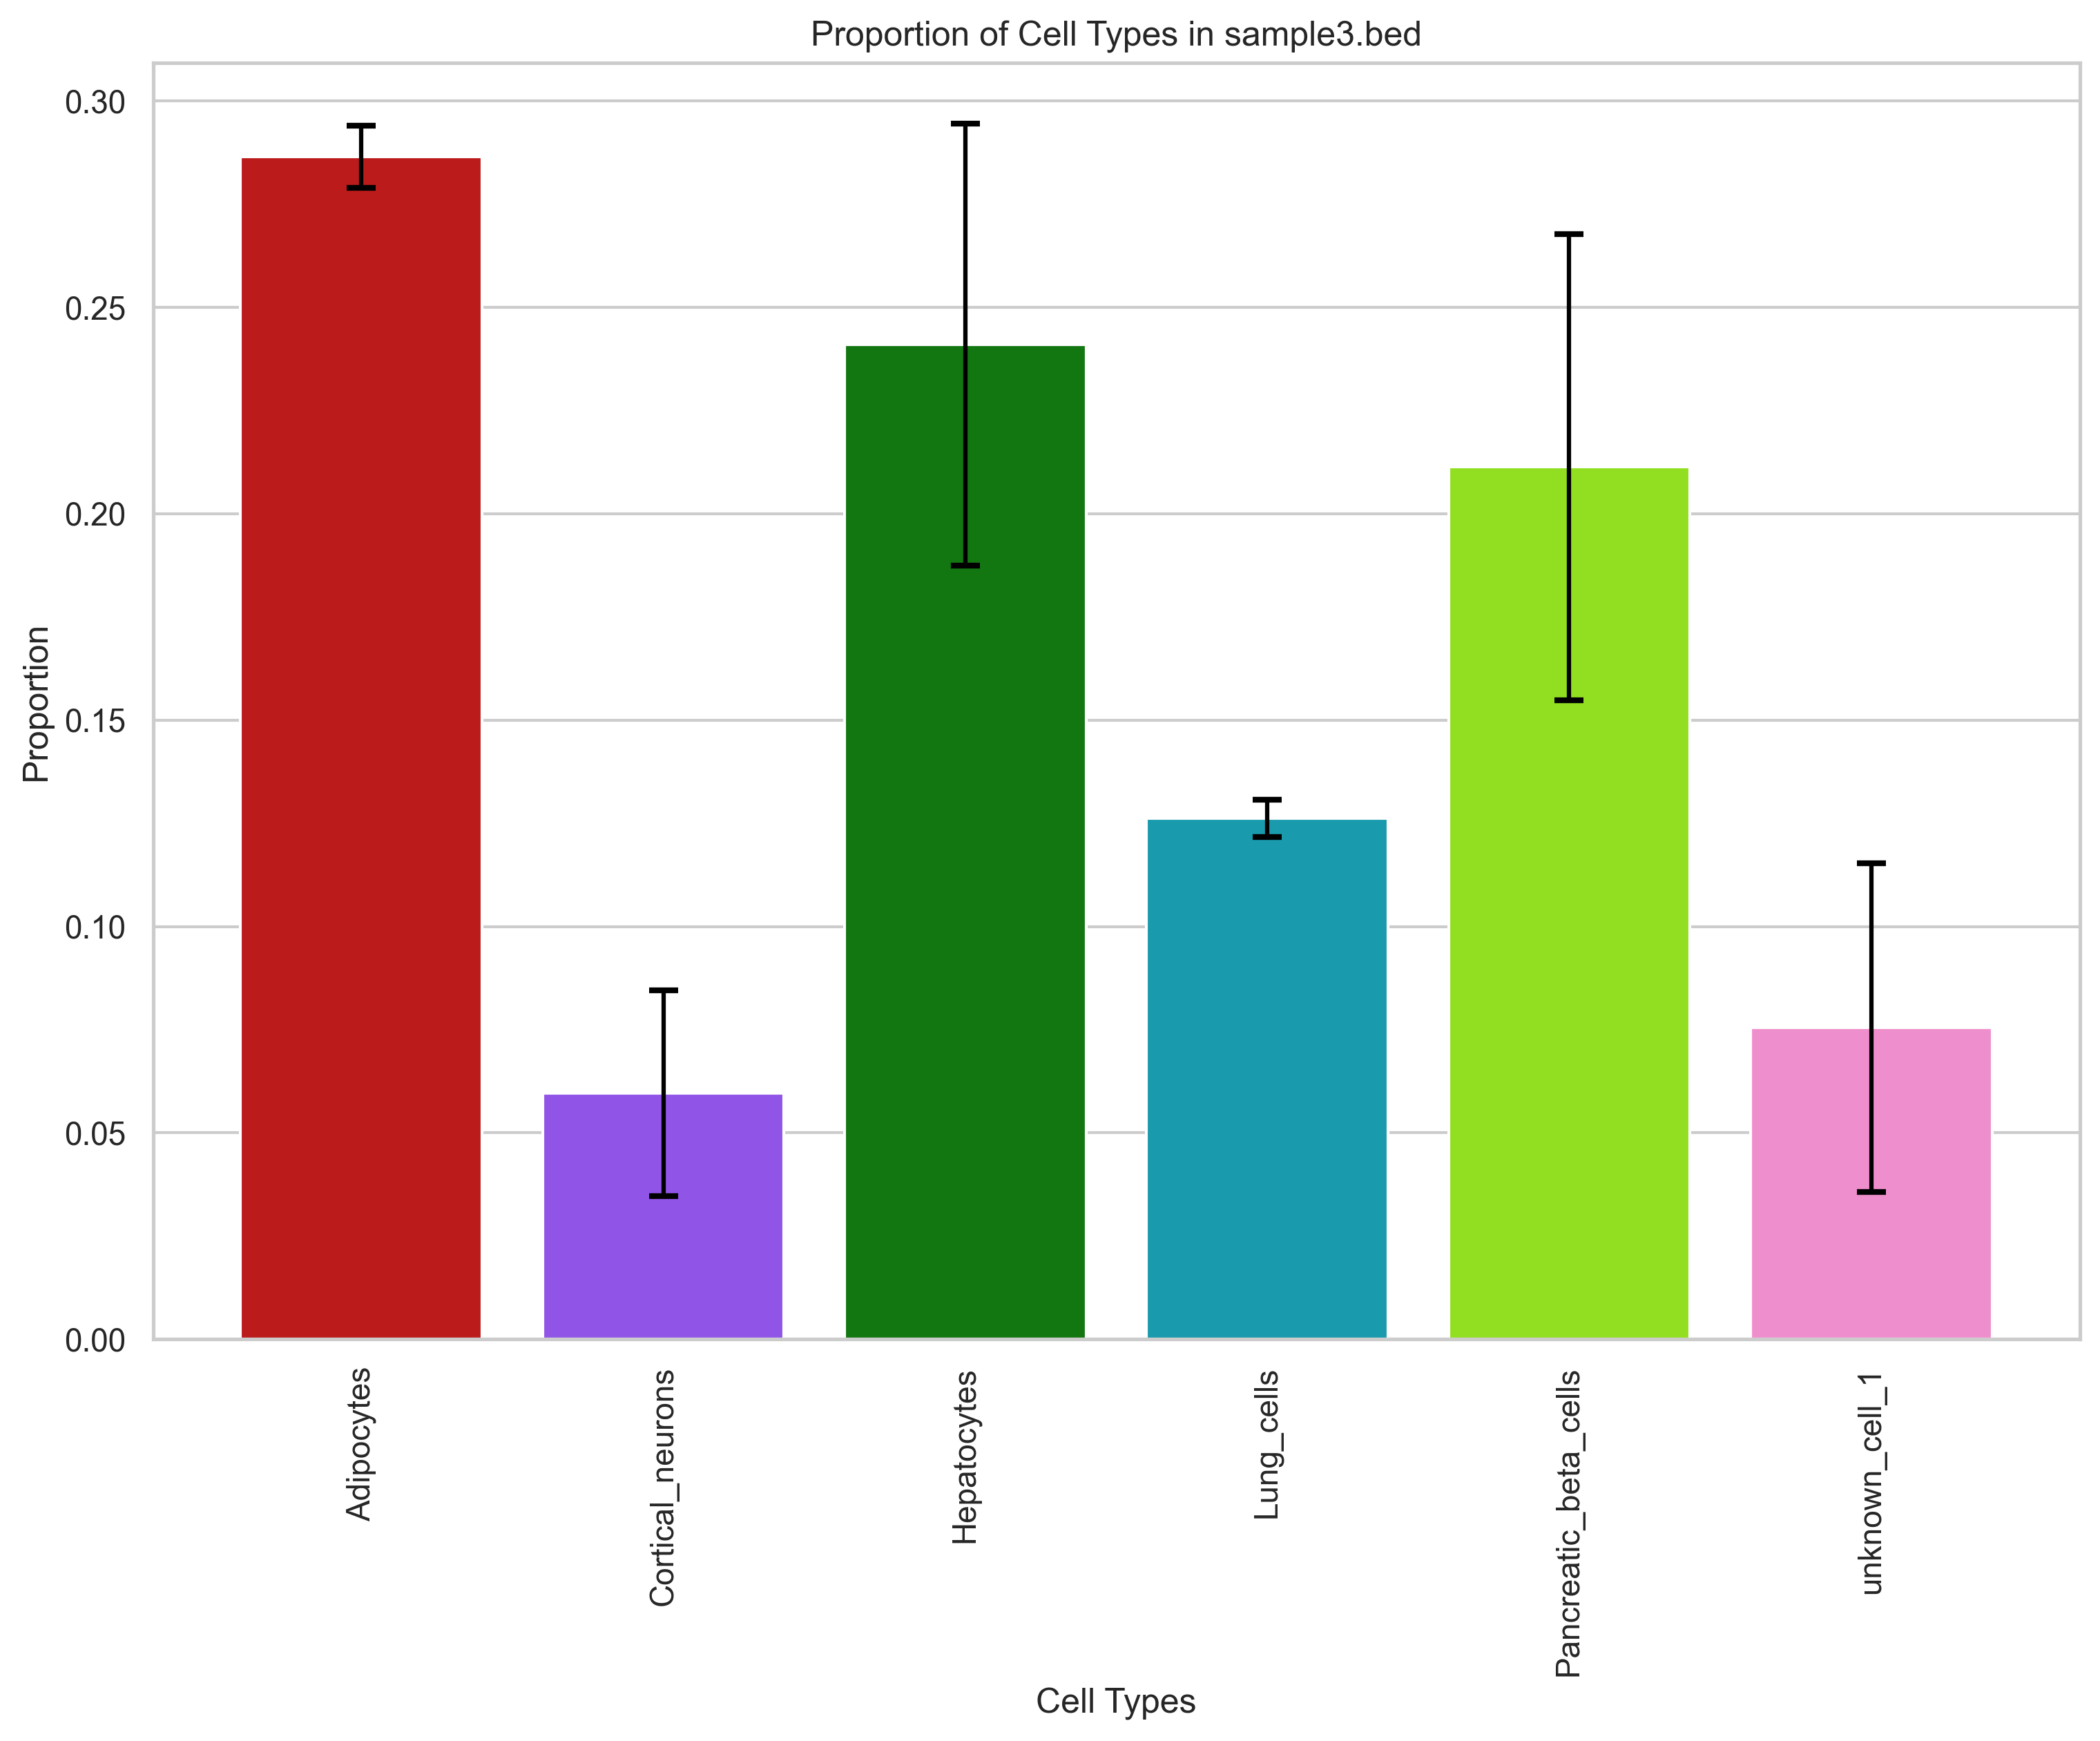 Proportion of Cell Types in sample3.bed
Proportion
0.30
0.25
0.20
0.15
0.10
0.05
0.00
Adipocytes
Cortical_neurons
Hepatocytes
Lung_cells
Pancreatic_beta_cells
unknown_cell_1
Cell Types